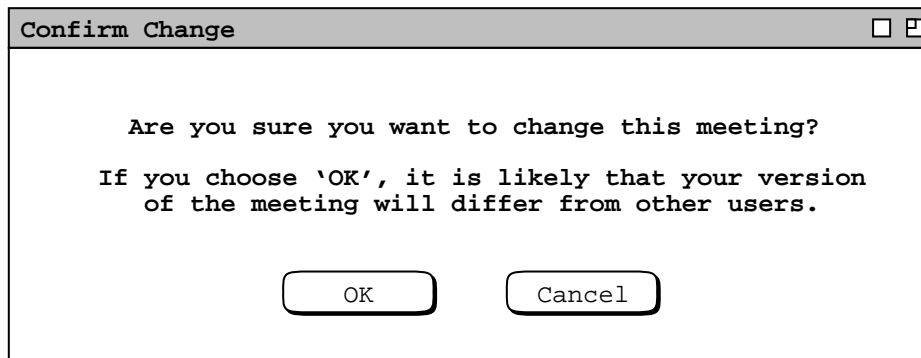 Confirm Change
Are you sure you want to change this meeting?
If you choose ‘OK’, it is likely that your version
of the meeting will differ from other users.
OK
Cancel